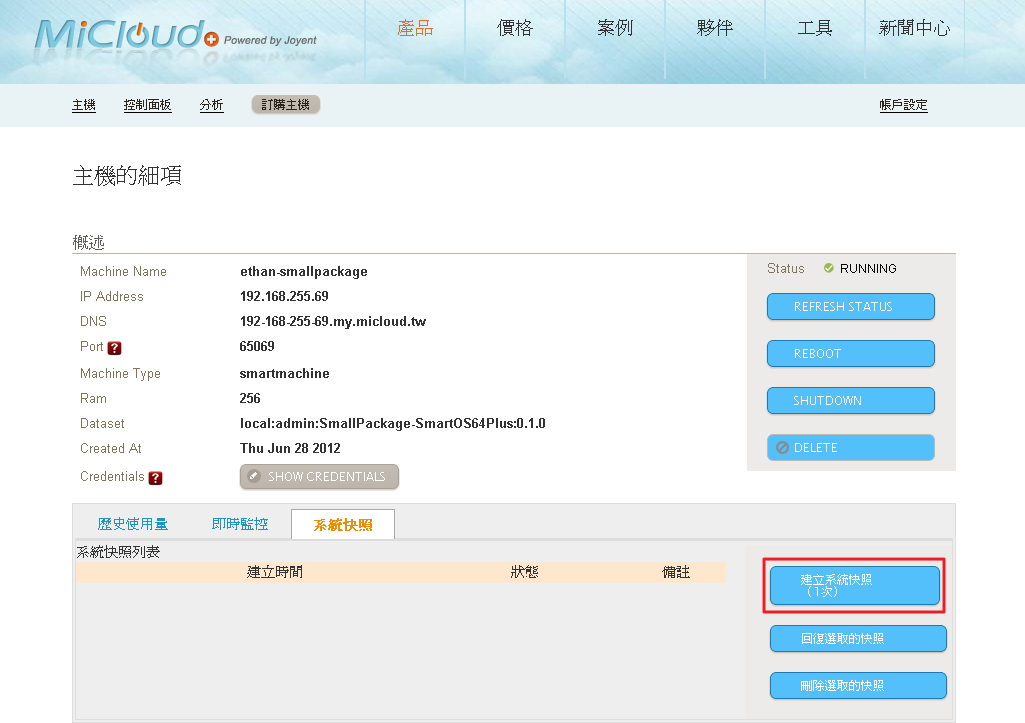 MiCloud Powered by Joyent
產品 價格 案例 夥伴 工具 新聞中心
主機 控制面板 分析 訂購主機 帳戶設定
主機的細項
概述
Machine Name ethan-smallpackage
IP Address 192.168.255.69
DNS 192-168-255-69.my.micloud.tw
Port ? 65069
Machine Type smartmachine
Ram 256
Dataset local:admin:SmallPackage-SmartOS64Plus:0.1.0
Created At Thu Jun 28 2012
Credentials ? SHOW CREDENTIALS
Status RUNNING
REFRESH STATUS
REBOOT
SHUTDOWN
DELETE
歷史使用量 即時監控 系統快照
系統快照列表
建立時間 狀態 備註
建立系統快照
（1次）
回復選取的快照
刪除選取的快照